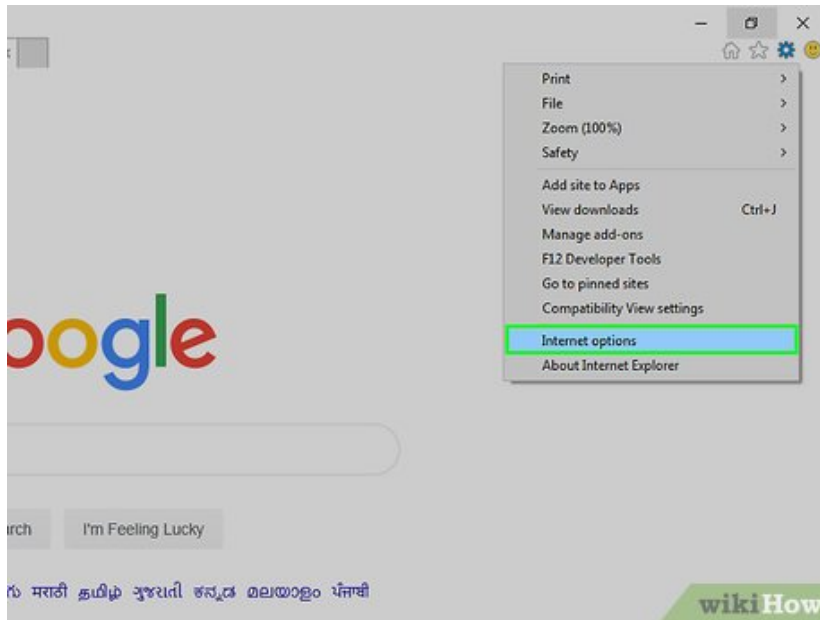 Print
File
Zoom (100%)
Safety
Add site to Apps
View downloads Ctrl+J
Manage add-ons
F12 Developer Tools
Go to pinned sites
Compatibility View settings
Internet options
About Internet Explorer
oogle
arch I'm Feeling Lucky
मराठी தமிழ் ગુજરાતી ಕನ್ನಡ മലയാളം ਪੰਜਾਬੀ
wikiHow